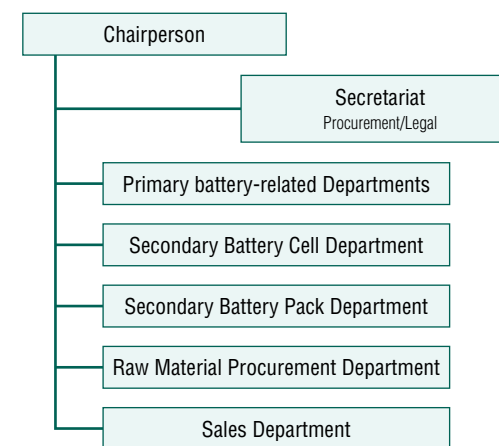 Chairperson
Secretariat
Procurement/Legal
Primary battery-related Departments
Secondary Battery Cell Department
Secondary Battery Pack Department
Raw Material Procurement Department
Sales Department